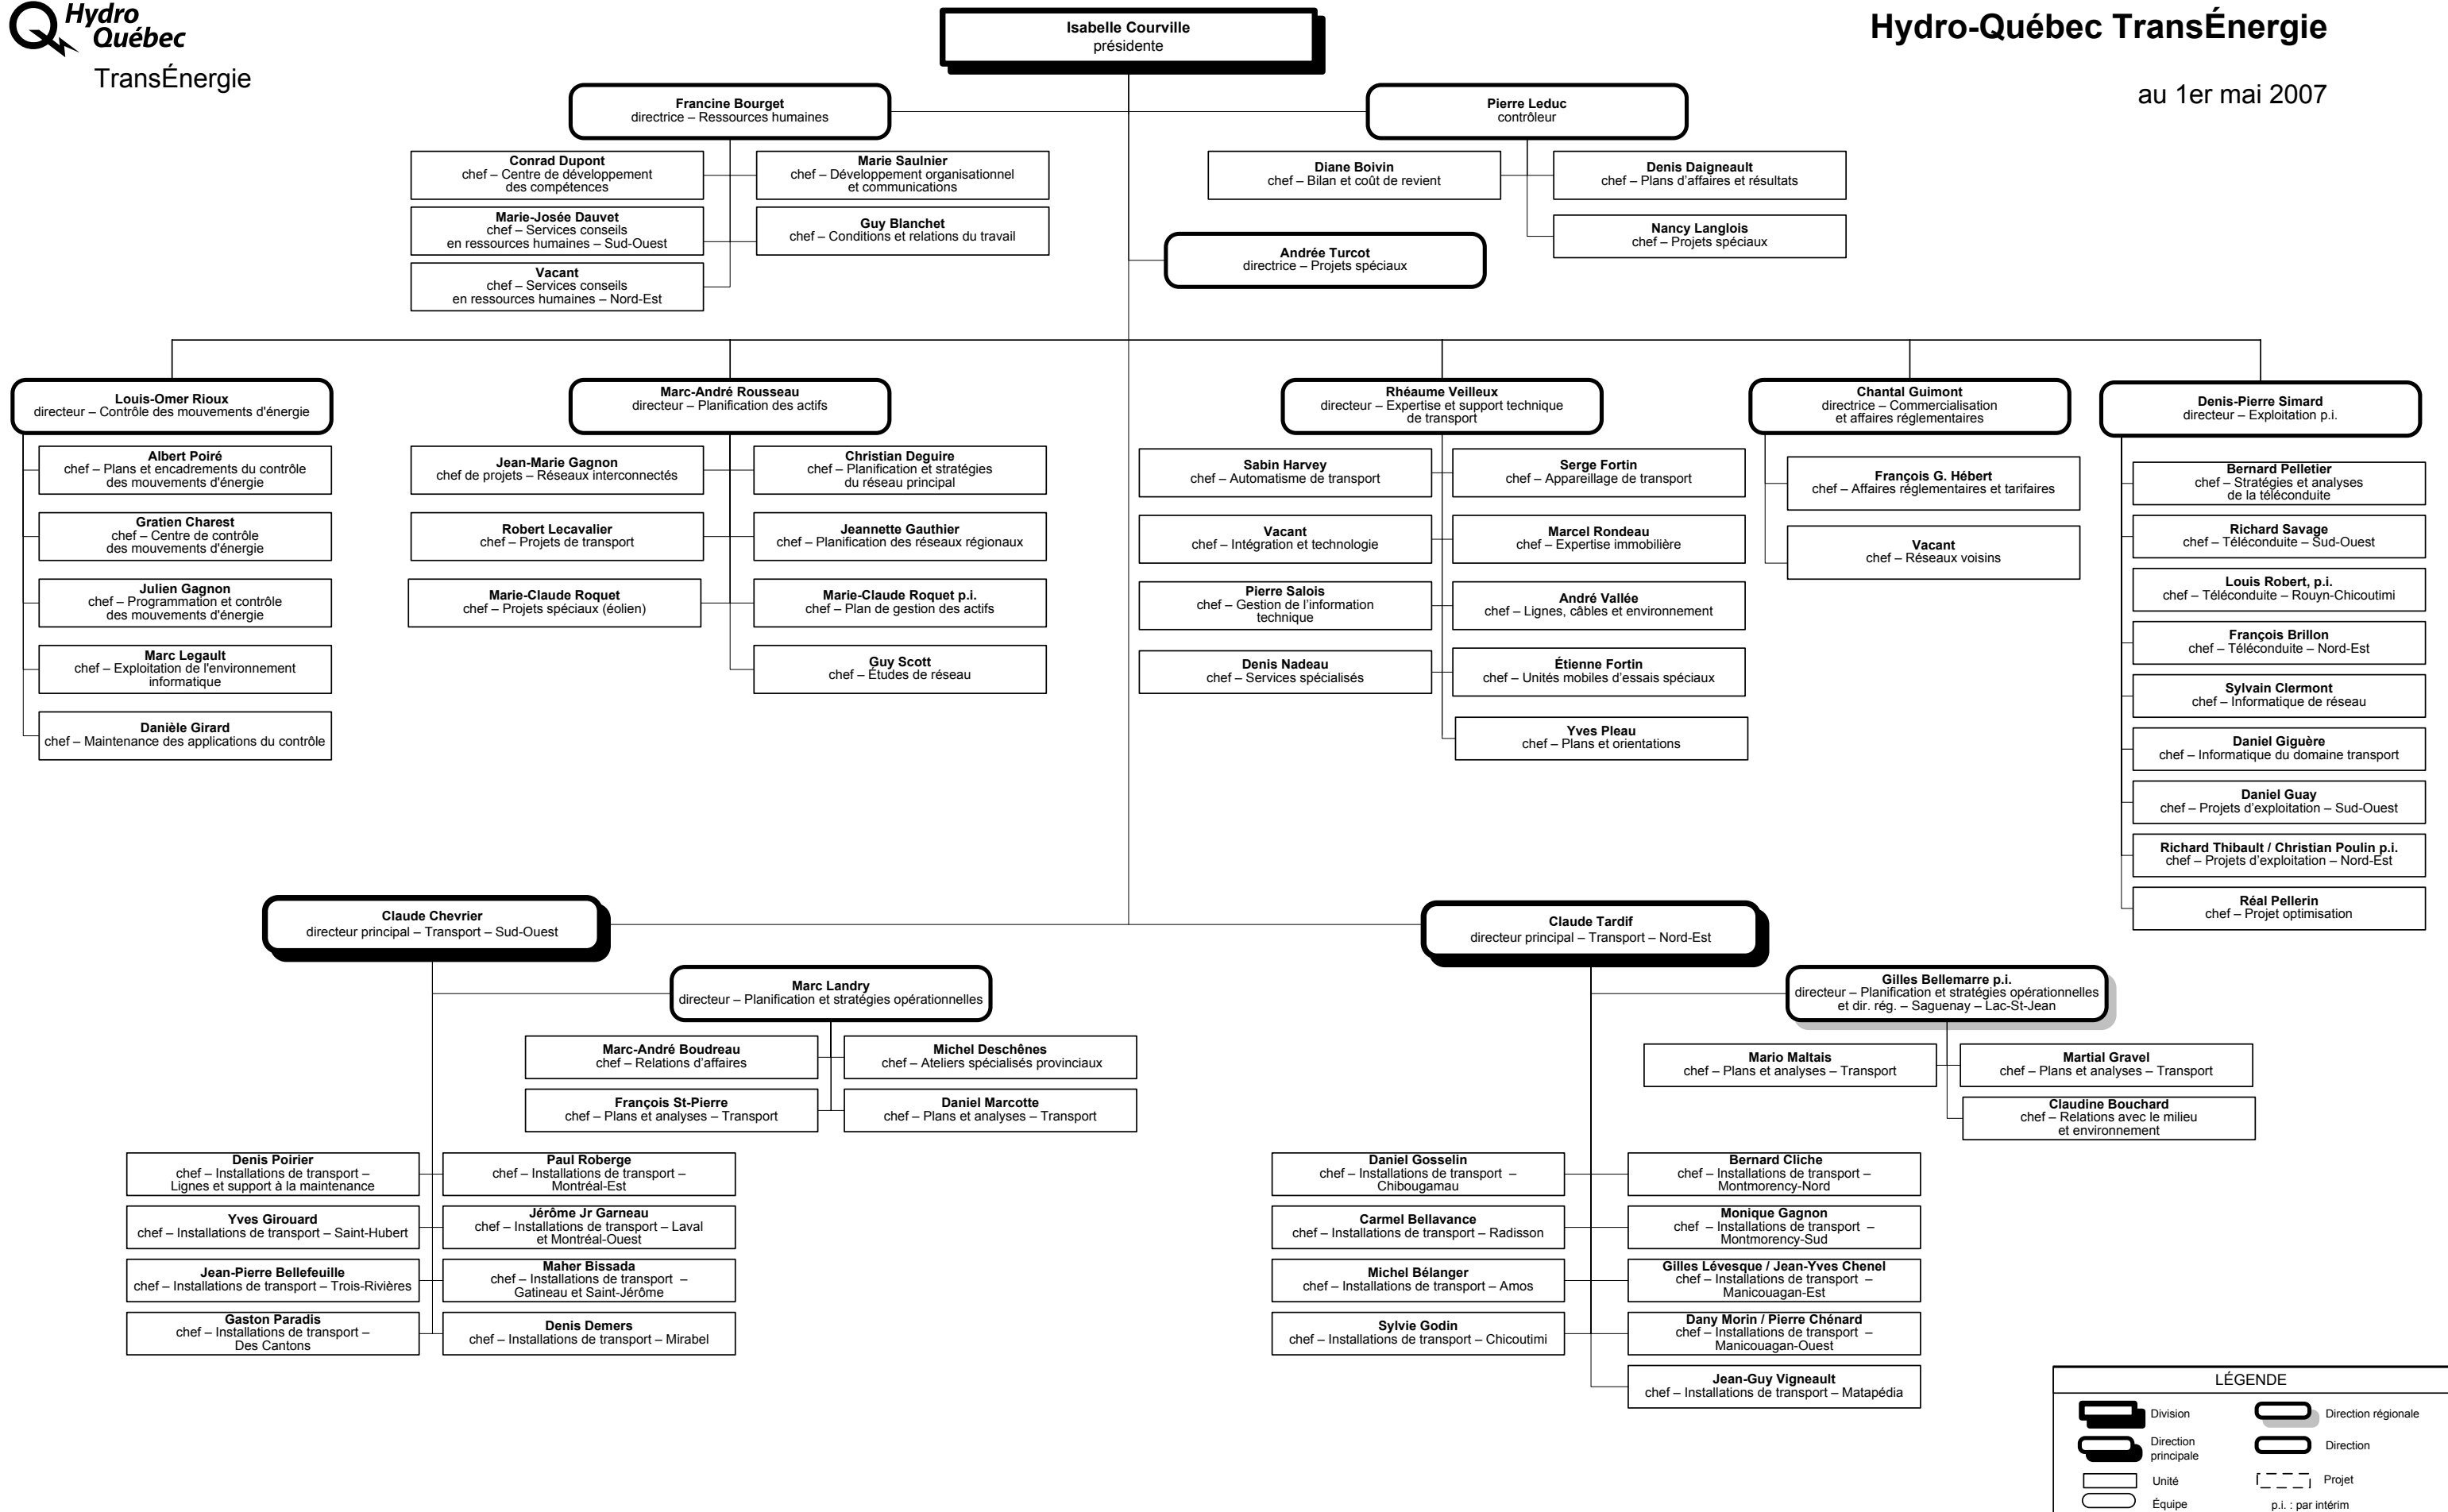 Hydro
Québec
TransÉnergie
Hydro-Québec TransÉnergie
au 1er mai 2007
Isabelle Courville
présidente
Francine Bourget
directrice – Ressources humaines
Pierre Leduc
contrôleur
Conrad Dupont
chef – Centre de développement
des compétences
Marie Saulnier
chef – Développement organisationnel
et communications
Marie-Josée Dauvet
chef – Services conseils
en ressources humaines – Sud-Ouest
Guy Blanchet
chef – Conditions et relations du travail
Vacant
chef – Services conseils
en ressources humaines – Nord-Est
Diane Boivin
chef – Bilan et coût de revient
Denis Daigneault
chef – Plans d'affaires et résultats
Nancy Langlois
chef – Projets spéciaux
Andrée Turcot
directrice – Projets spéciaux
Louis-Omer Rioux
directeur – Contrôle des mouvements d'énergie
Albert Poiré
chef – Plans et encadrements du contrôle
des mouvements d'énergie
Gratien Charest
chef – Centre de contrôle
des mouvements d'énergie
Julien Gagnon
chef – Programmation et contrôle
des mouvements d'énergie
Marc Legault
chef – Exploitation de l'environnement
informatique
Danièle Girard
chef – Maintenance des applications du contrôle
Marc-André Rousseau
directeur – Planification des actifs
Jean-Marie Gagnon
chef de projets – Réseaux interconnectés
Christian Deguire
chef – Planification et stratégies
du réseau principal
Robert Lecavalier
chef – Projets de transport
Jeannette Gauthier
chef – Planification des réseaux régionaux
Marie-Claude Roquet
chef – Projets spéciaux (éolien)
Marie-Claude Roquet p.i.
chef – Plan de gestion des actifs
Guy Scott
chef – Études de réseau
Rhéaume Veilleux
directeur – Expertise et support technique
de transport
Sabin Harvey
chef – Automatisme de transport
Serge Fortin
chef – Appareillage de transport
Vacant
chef – Intégration et technologie
Marcel Rondeau
chef – Expertise immobilière
Pierre Salois
chef – Gestion de l'information
technique
André Vallée
chef – Lignes, câbles et environnement
Denis Nadeau
chef – Services spécialisés
Étienne Fortin
chef – Unités mobiles d'essais spéciaux
Yves Pleau
chef – Plans et orientations
Chantal Guimont
directrice – Commercialisation
et affaires réglementaires
François G. Hébert
chef – Affaires réglementaires et tarifaires
Vacant
chef – Réseaux voisins
Denis-Pierre Simard
directeur – Exploitation p.i.
Bernard Pelletier
chef – Stratégies et analyses
de la téléconduite
Richard Savage
chef – Téléconduite – Sud-Ouest
Louis Robert, p.i.
chef – Téléconduite – Rouyn-Chicoutimi
François Brillon
chef – Téléconduite – Nord-Est
Sylvain Clermont
chef – Informatique de réseau
Daniel Giguère
chef – Informatique du domaine transport
Daniel Guay
chef – Projets d'exploitation – Sud-Ouest
Richard Thibault / Christian Poulin p.i.
chef – Projets d'exploitation – Nord-Est
Réal Pellerin
chef – Projet optimisation
Claude Chevrier
directeur principal – Transport – Sud-Ouest
Marc Landry
directeur – Planification et stratégies opérationnelles
Marc-André Boudreau
chef – Relations d'affaires
Michel Deschênes
chef – Ateliers spécialisés provinciaux
François St-Pierre
chef – Plans et analyses – Transport
Daniel Marcotte
chef – Plans et analyses – Transport
Denis Poirier
chef – Installations de transport –
Lignes et support à la maintenance
Paul Roberge
chef – Installations de transport –
Montréal-Est
Yves Girouard
chef – Installations de transport – Saint-Hubert
Jérôme Jr Garneau
chef – Installations de transport – Laval
et Montréal-Ouest
Jean-Pierre Bellefeuille
chef – Installations de transport – Trois-Rivières
Maher Bissada
chef – Installations de transport –
Gatineau et Saint-Jérôme
Gaston Paradis
chef – Installations de transport –
Des Cantons
Denis Demers
chef – Installations de transport – Mirabel
Claude Tardif
directeur principal – Transport – Nord-Est
Gilles Bellemarre p.i.
directeur – Planification et stratégies opérationnelles
et dir. rég. – Saguenay – Lac-St-Jean
Mario Maltais
chef – Plans et analyses – Transport
Martial Gravel
chef – Plans et analyses – Transport
Claudine Bouchard
chef – Relations avec le milieu
et environnement
Daniel Gosselin
chef – Installations de transport –
Chibougamau
Bernard Cliche
chef – Installations de transport –
Montmorency-Nord
Carmel Bellavance
chef – Installations de transport – Radisson
Monique Gagnon
chef – Installations de transport –
Montmorency-Sud
Michel Bélanger
chef – Installations de transport – Amos
Gilles Lévesque / Jean-Yves Chenel
chef – Installations de transport –
Manicouagan-Est
Sylvie Godin
chef – Installations de transport – Chicoutimi
Dany Morin / Pierre Chénard
chef – Installations de transport –
Manicouagan-Ouest
Jean-Guy Vigneault
chef – Installations de transport – Matapédia
LÉGENDE
Division
Direction régionale
Direction
principale
Direction
Unité
Projet
Équipe
p.i. : par intérim